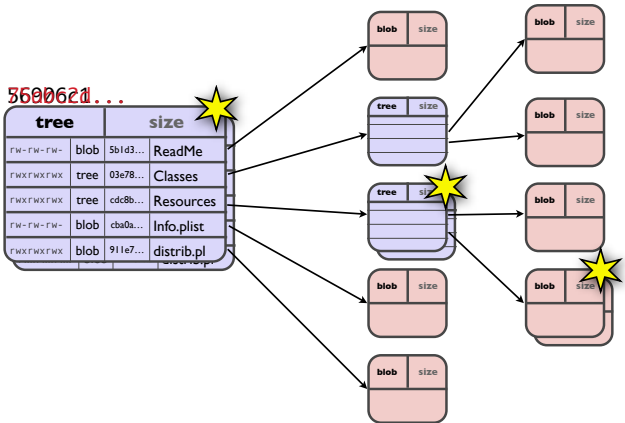 tree size
rw-rw-rw- blob 5b1d3... ReadMe
rwxrwxrwx tree 03e78... Classes
rwxrwxrwx tree cdc8b... Resources
rw-rw-rw- blob cba0a... Info.plist
rwxrwxrwx blob 911e7... distrib.pl
blob size
tree size
tree
blob size
blob size
blob size
blob size
blob size
blob size